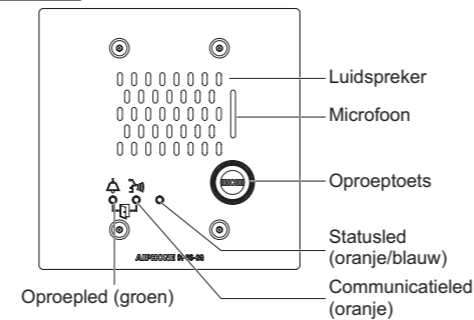 Luidspreker
Microfoon
Oproeptoets
Statusled
(oranje/blauw)
Communicatieled
(oranje)
Oproepled (groen)
AIPHONE